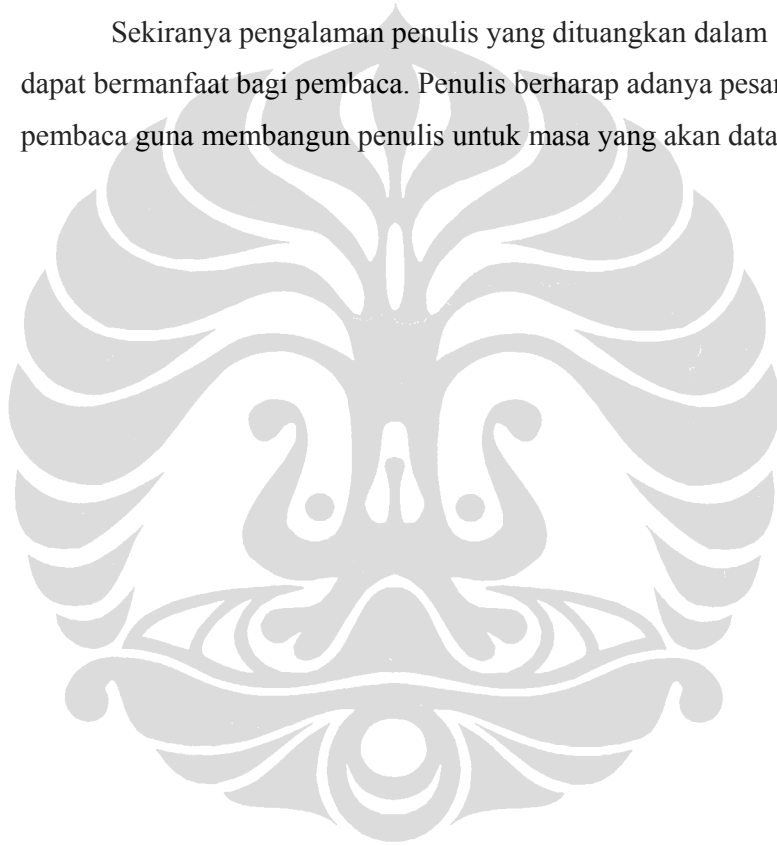 Sekiranya pengalaman penulis yang dituangkan dalam
dapat bermanfaat bagi pembaca. Penulis berharap adanya pesan
pembaca guna membangun penulis untuk masa yang akan data